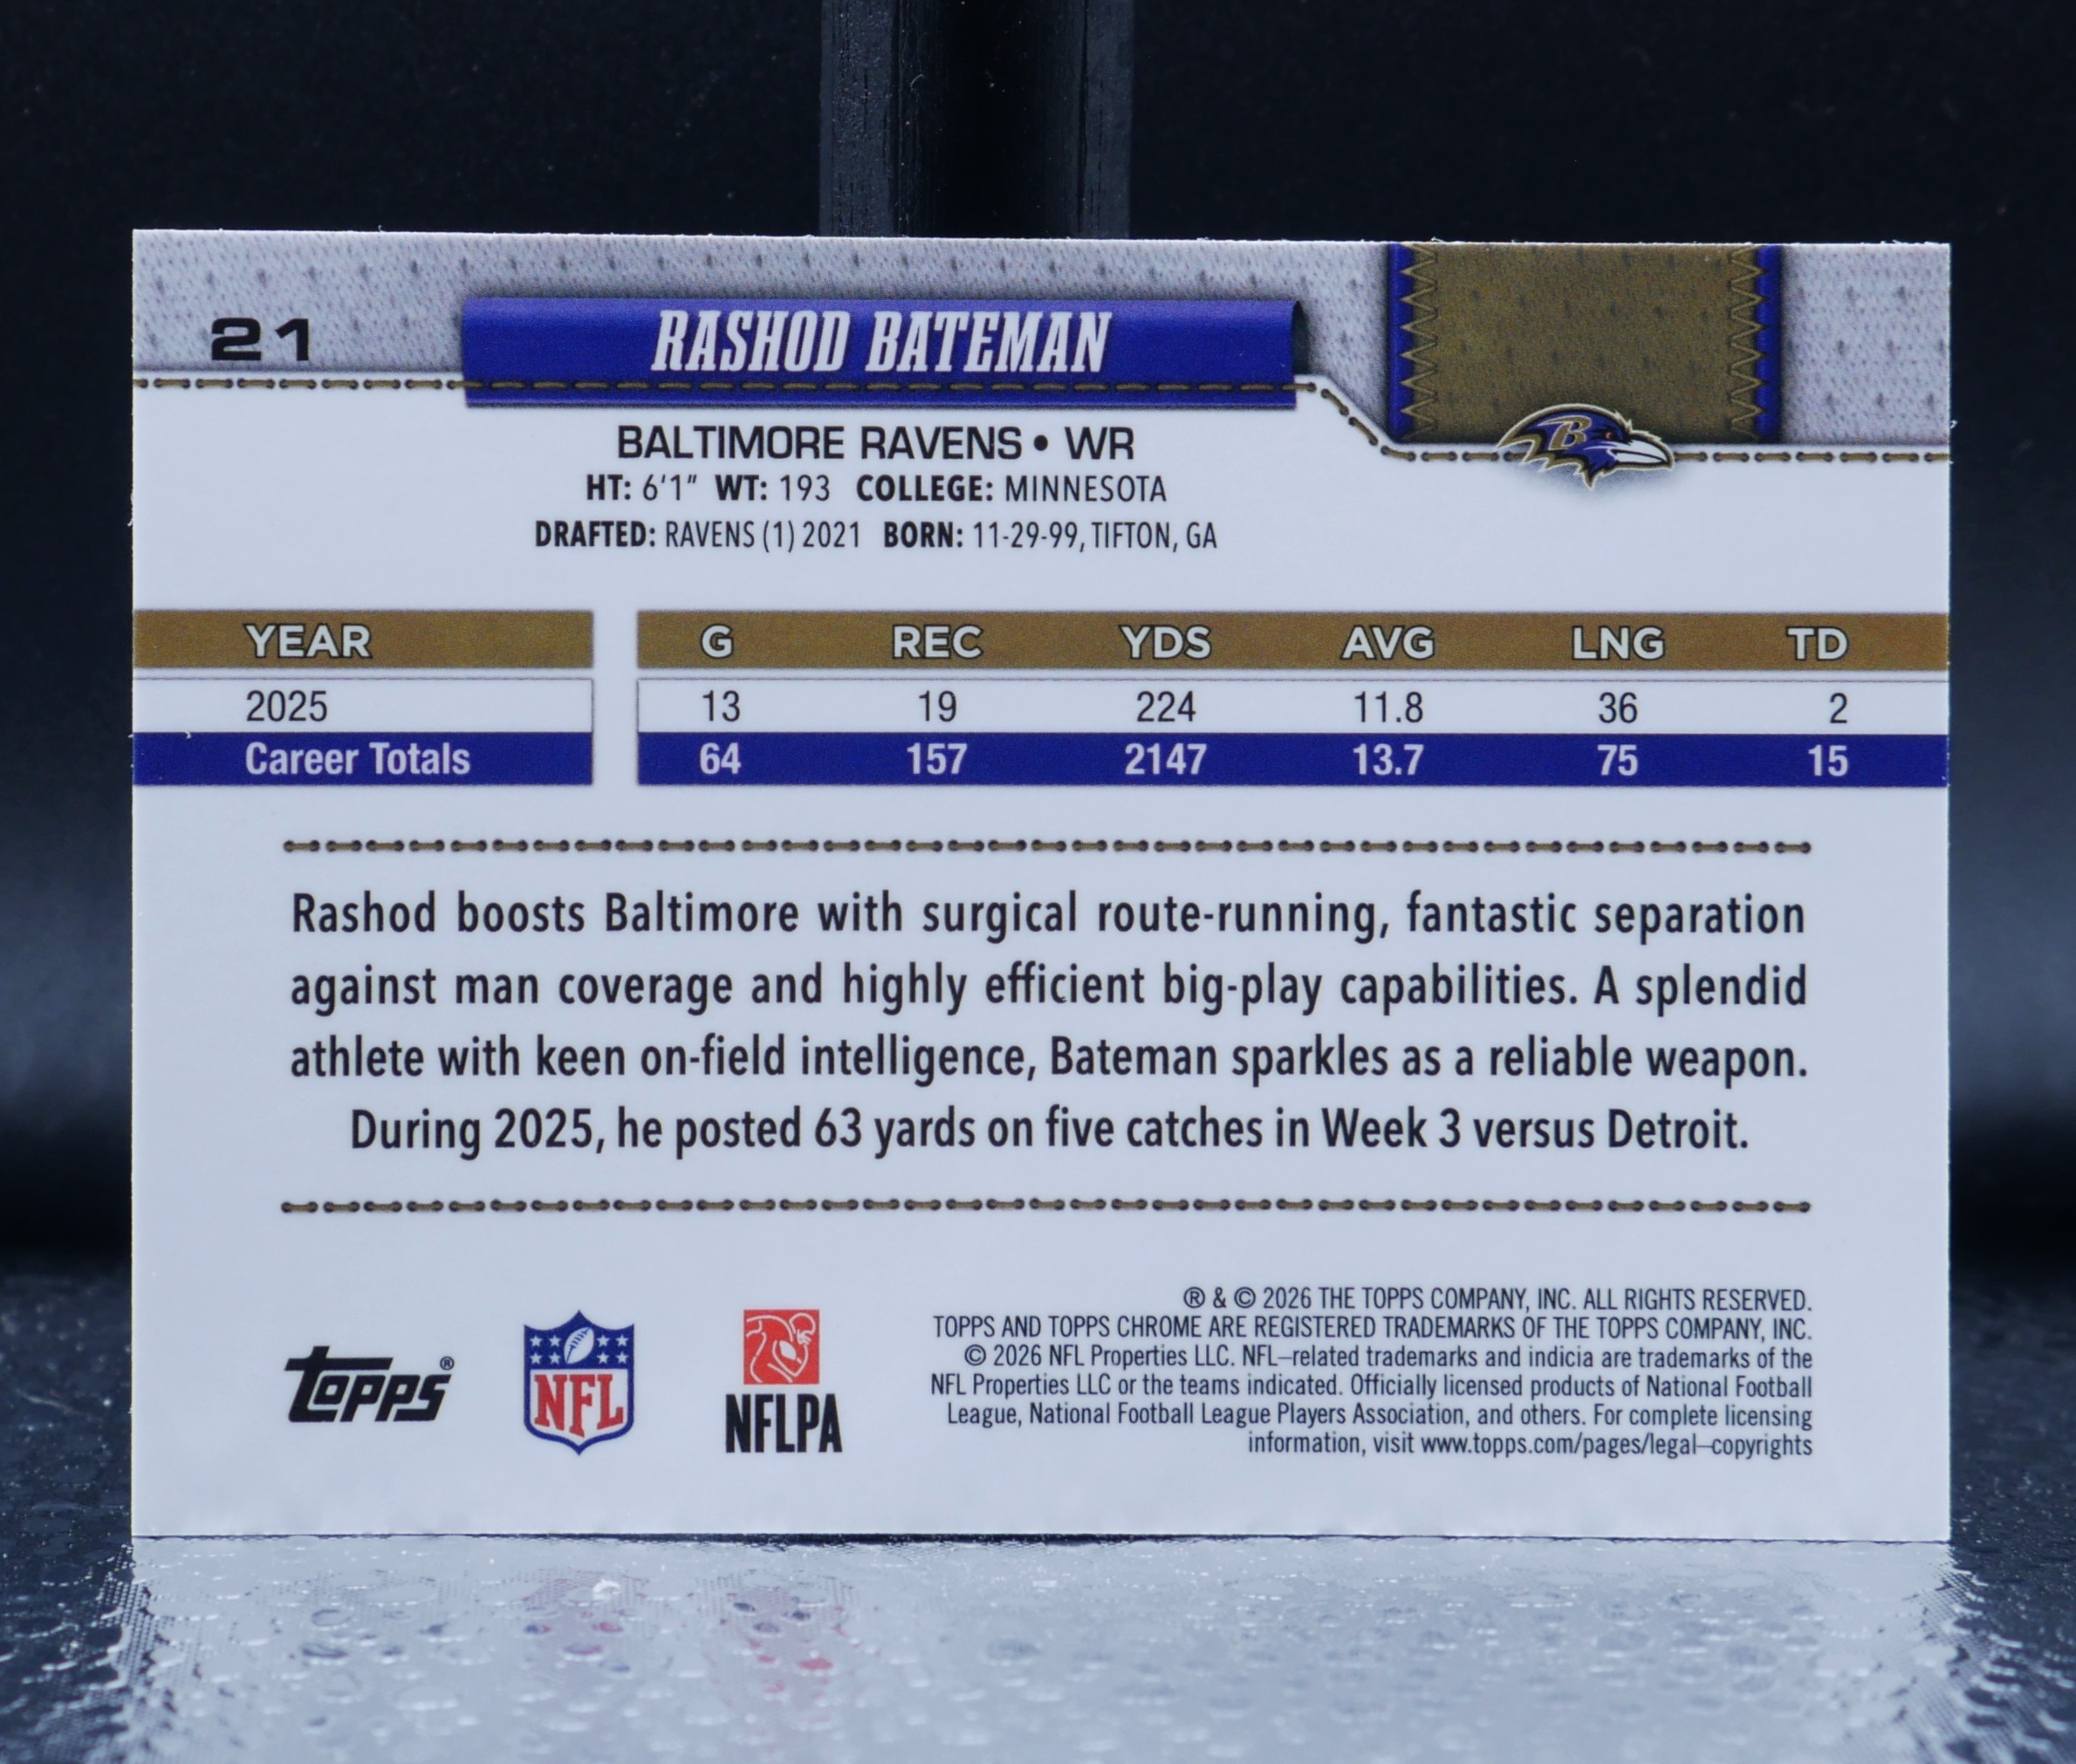 21
RASHOD BATEMAN
BALTIMORE RAVENS • WR
HT: 6'1" WT: 193 COLLEGE: MINNESOTA
DRAFTED: RAVENS (1) 2021 BORN: 11-29-99, TIFTON, GA
B
YEAR G REC YDS AVG LNG TD
2025 13 19 224 11.8 36 2
Career Totals 64 157 2147 13.7 75 15
Rashod boosts Baltimore with surgical route-running, fantastic separation
against man coverage and highly efficient big-play capabilities. A splendid
athlete with keen on-field intelligence, Bateman sparkles as a reliable weapon.
During 2025, he posted 63 yards on five catches in Week 3 versus Detroit.
Topps®
NFL
NFLPA
® & © 2026 THE TOPPS COMPANY, INC. ALL RIGHTS RESERVED.
TOPPS AND TOPPS CHROME ARE REGISTERED TRADEMARKS OF THE TOPPS COMPANY, INC.
© 2026 NFL Properties LLC. NFL–related trademarks and indicia are trademarks of the
NFL Properties LLC or the teams indicated. Officially licensed products of National Football
League, National Football League Players Association, and others. For complete licensing
information, visit www.topps.com/pages/legal–copyrights